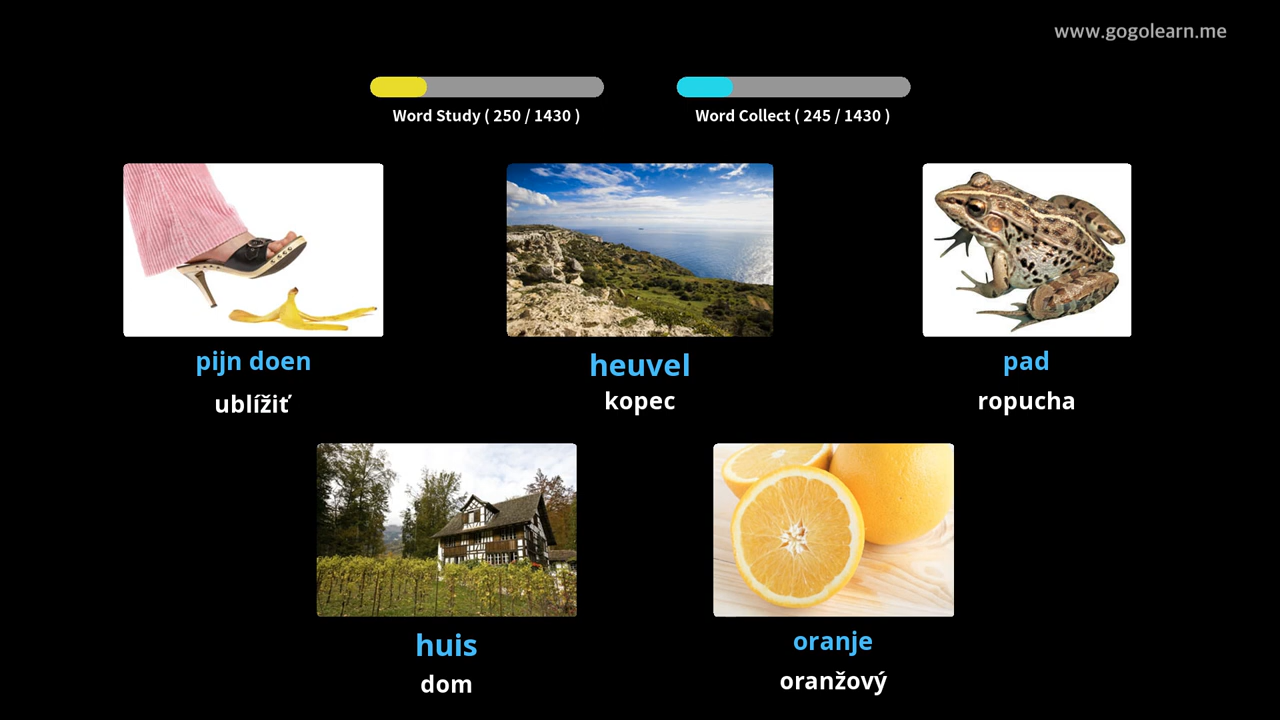 www.gogolearn.me
Word Study ( 250 / 1430 )
Word Collect ( 245 / 1430 )
pijn doen
ublížiť
heuvel
kopec
pad
ropucha
huis
dom
oranje
oranžový